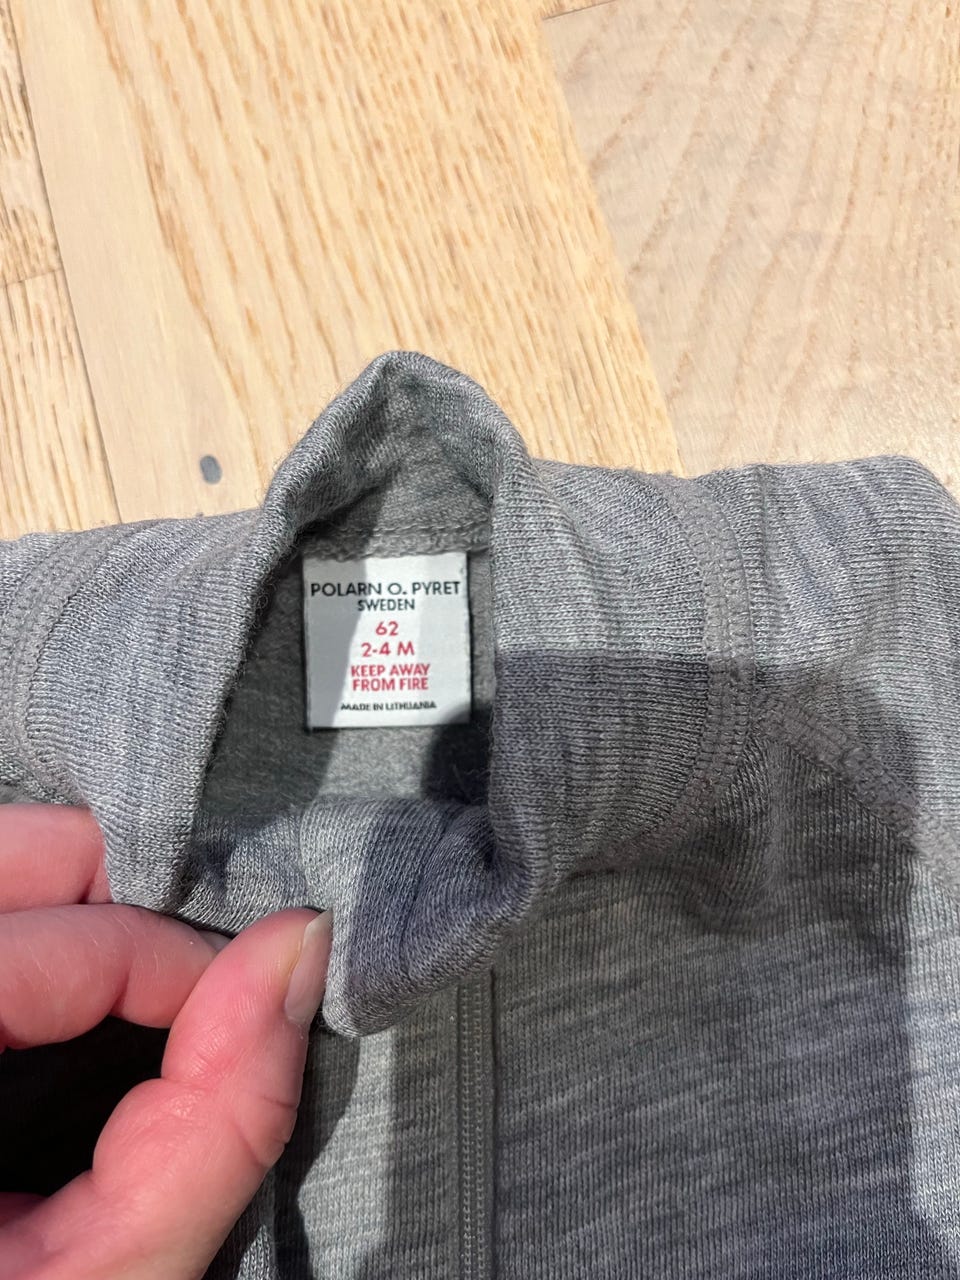 POLARN O. PYRET
SWEDEN
62
2-4 M
KEEP AWAY
FROM FIRE
MADE IN LITHUANIA